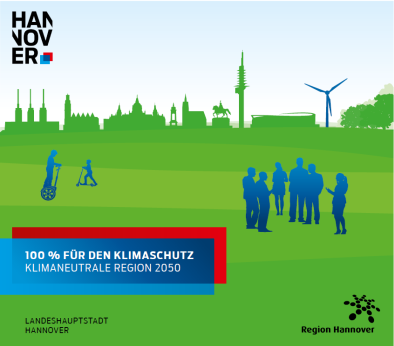 HAN
NOV
ER
100 % FÜR DEN KLIMASCHUTZ
KLIMANEUTRALE REGION 2050
LANDESHAUPTSTADT
HANNOVER
Region Hannover